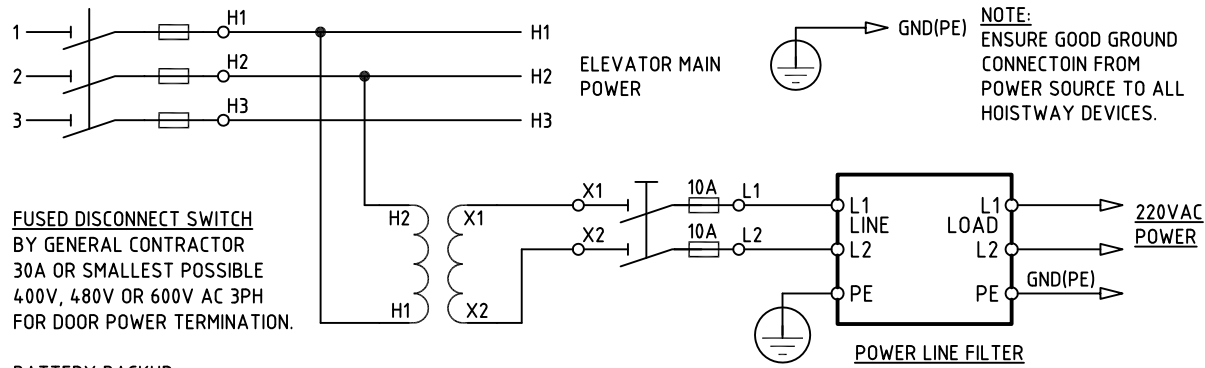 1
H1
H1
2
H2
H2
3
H3
H3
ELEVATOR MAIN
POWER
GND(PE)
NOTE:
ENSURE GOOD GROUND
CONNECTOIN FROM
POWER SOURCE TO ALL
HOISTWAY DEVICES.
FUSED DISCONNECT SWITCH
BY GENERAL CONTRACTOR
30A OR SMALLEST POSSIBLE
400V, 480V OR 600V AC 3PH
FOR DOOR POWER TERMINATION.
H2
X1
H1
X2
X1
10A
L1
X2
10A
L2
L1
LINE
L2
PE
L1
LOAD
L2
PE
GND(PE)
220VAC
POWER
POWER LINE FILTER
BATTERY BACKUP